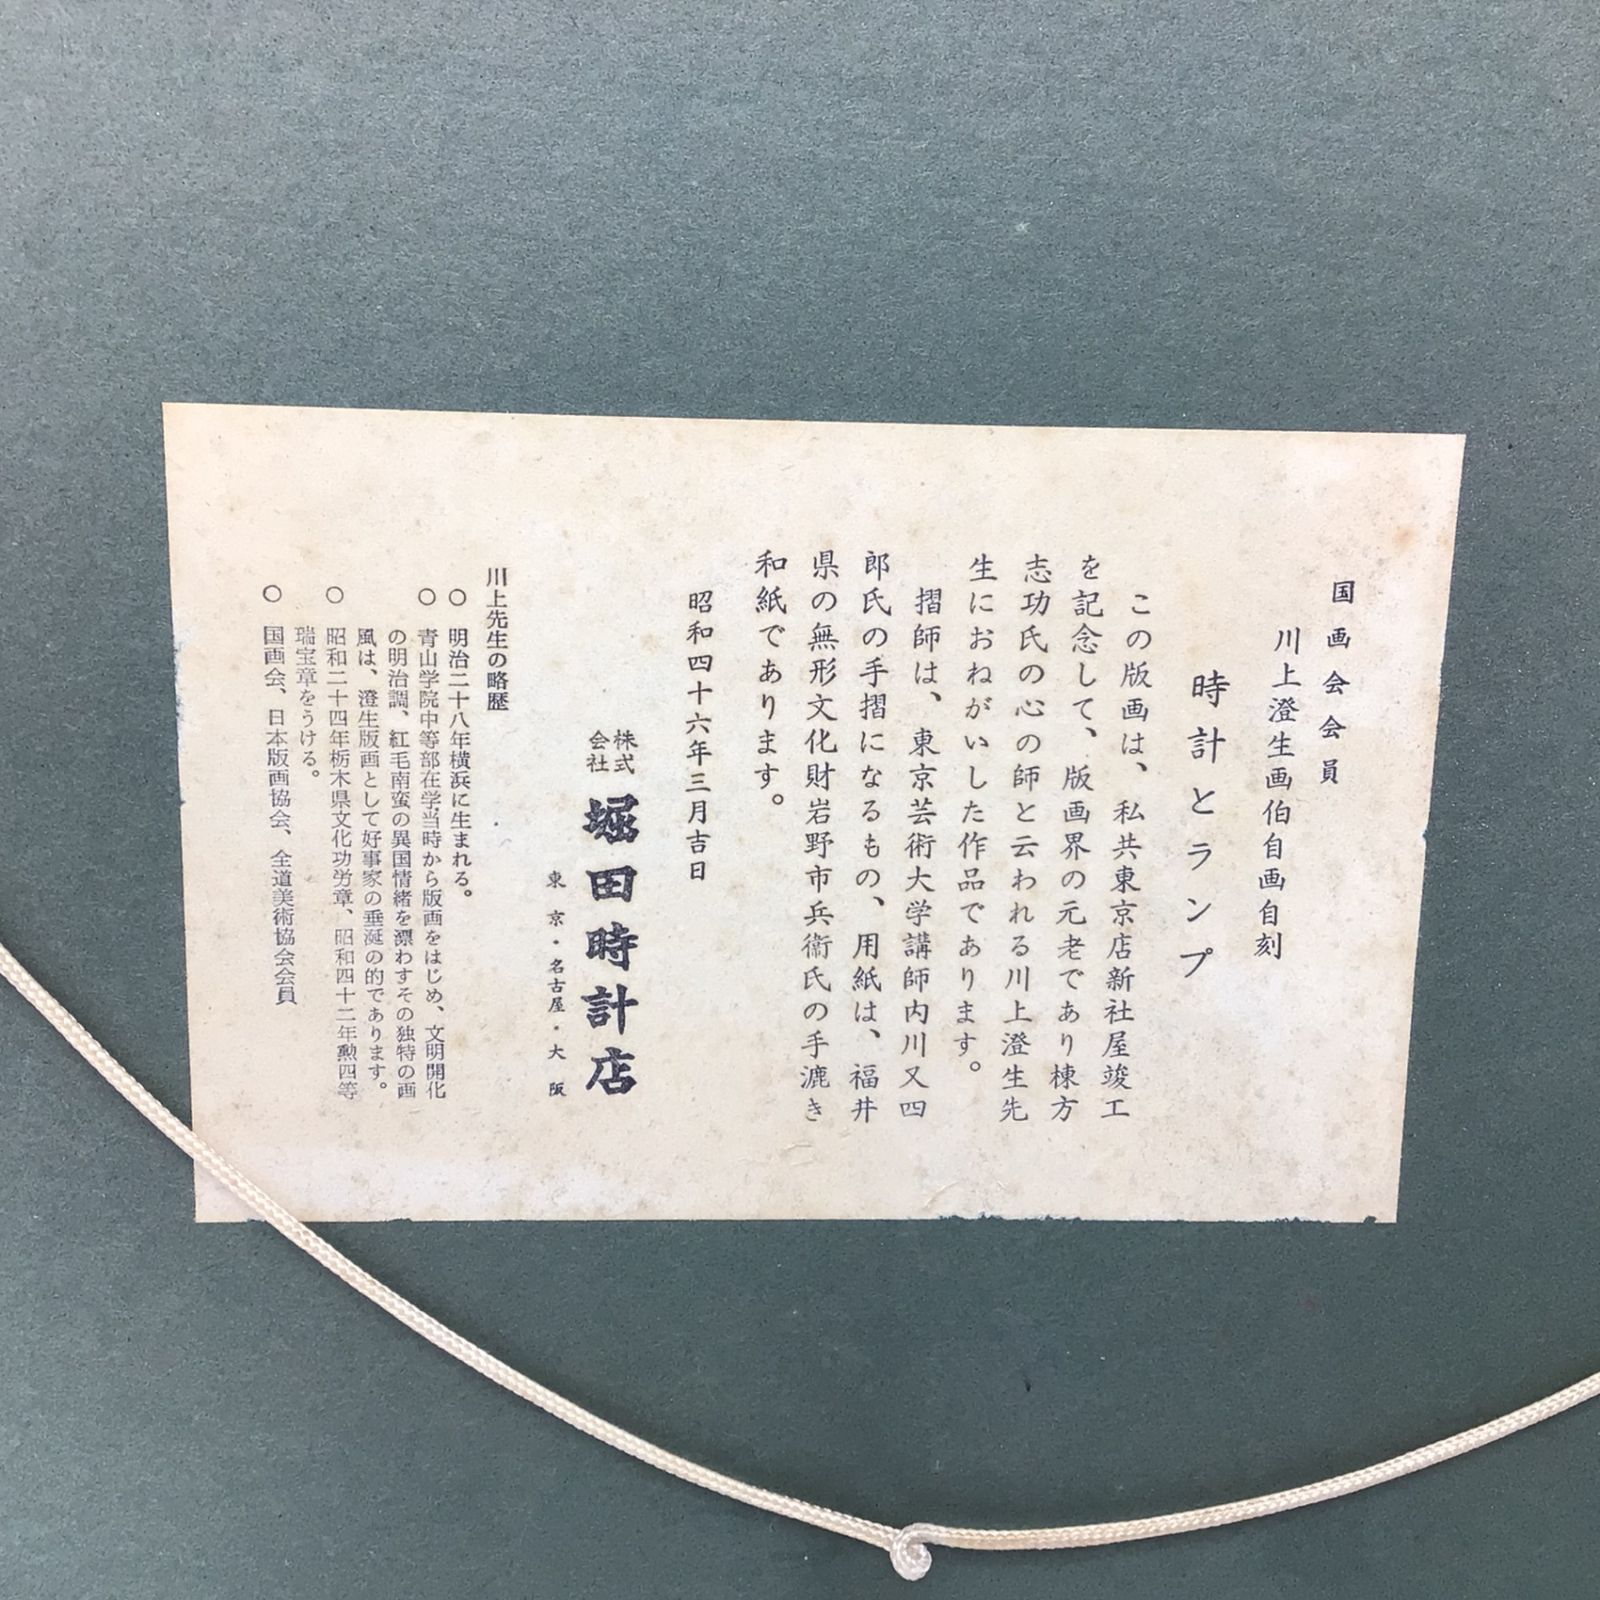 国画会会員
川上澄生画伯自画自刻
時計とランプ
この版画は、私共東京店新社屋竣工
を記念して、版画界の元老であり棟方
志功氏の心の師と云われる川上澄生先
生におねがいした作品であります。
摺師は、東京芸術大学講師内川又四
郎氏の手摺になるもの、用紙は、福井
県の無形文化財岩野市兵衞氏の手漉き
和紙であります。
昭和四十六年三月吉日
株式会社 堀田時計店
東京・名古屋・大阪
川上先生の略歴
○ 明治二十八年横浜に生まれる。
○ 青山学院中等部在学当時から版画をはじめ、文明開化
の明治調、紅毛南蛮の異国情緒を漂わすその独特の画
風は、澄生版画として好事家の垂涎の的であります。
○ 昭和二十四年栃木県文化功労章、昭和四十二年勲四等
瑞宝章をうける。
○ 国画会、日本版画協会、全道美術協会会員